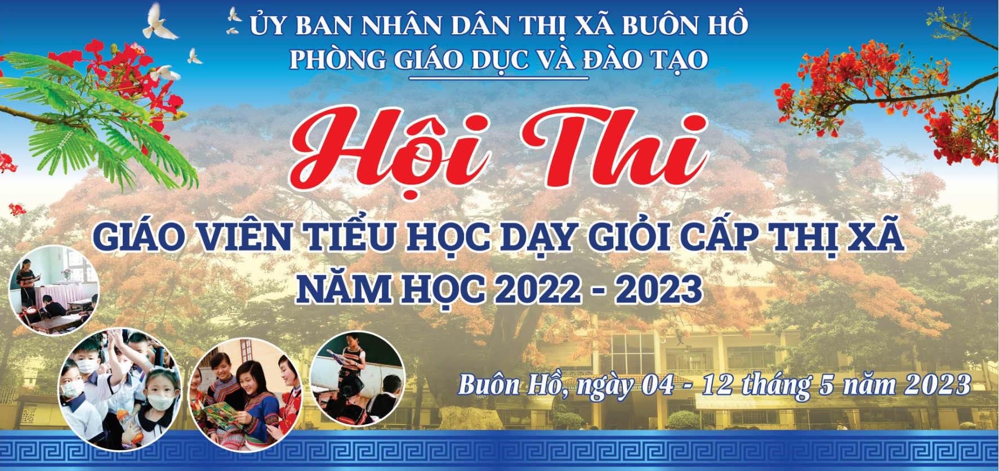 ỦY BAN NHÂN DÂN THỊ XÃ BUÔN HỒ
PHÒNG GIÁO DỤC VÀ ĐÀO TẠO
Hội Thi
GIÁO VIÊN TIỂU HỌC DẠY GIỎI CẤP THỊ XÃ
NĂM HỌC 2022 - 2023
Buôn Hồ, ngày 04 - 12 tháng 5 năm 2023